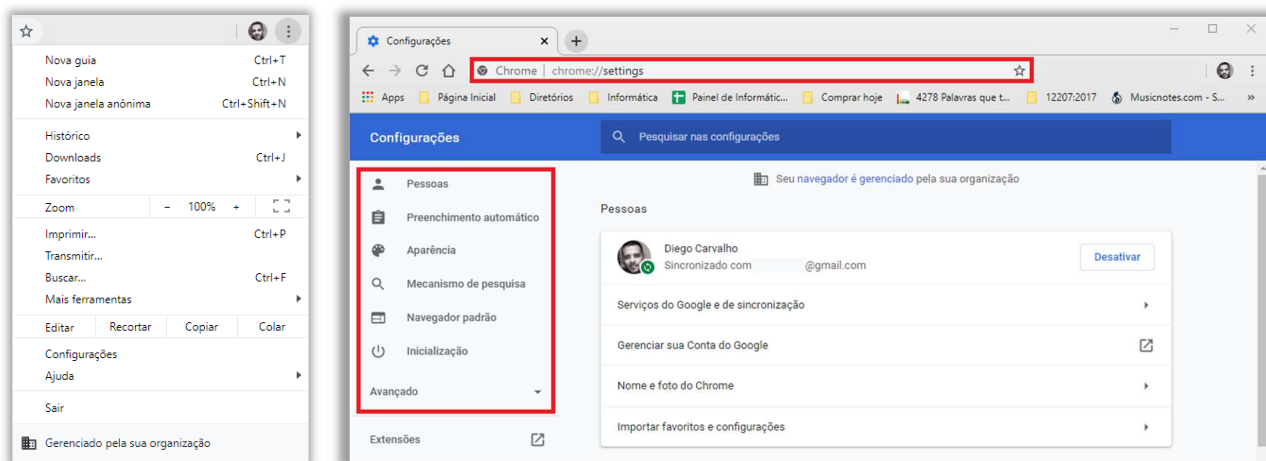 Nova guia Ctrl+T
Nova janela Ctrl+N
Nova janela anônima Ctrl+Shift+N
Histórico
Downloads Ctrl+J
Favoritos
Zoom - 100% +
Imprimir... Ctrl+P
Transmitir...
Buscar... Ctrl+F
Mais ferramentas
Editar Recortar Copiar Colar
Configurações
Ajuda
Sair
Gerenciado pela sua organização
Configurações
Chrome | chrome://settings
Apps Página Inicial Diretórios Informática Painel de Informátic... Comprar hoje 4278 Palavras que t... 12207:2017 Musicnotes.com - S... »
Configurações Pesquisar nas configurações
Pessoas
Preenchimento automático
Aparência
Mecanismo de pesquisa
Navegador padrão
Inicialização
Avançado
Extensões
Seu navegador é gerenciado pela sua organização
Pessoas
Diego Carvalho
Sincronizado com @gmail.com
Desativar
Serviços do Google e de sincronização
Gerenciar sua Conta do Google
Nome e foto do Chrome
Importar favoritos e configurações